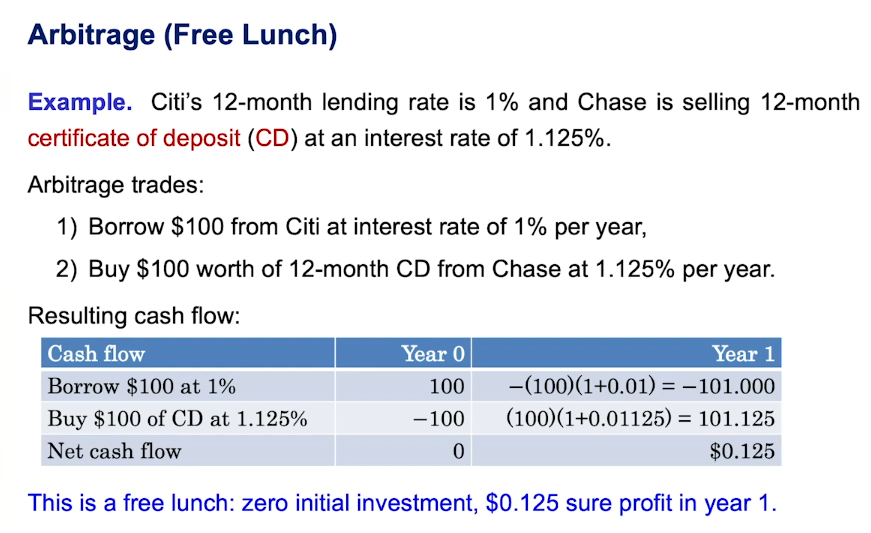 Arbitrage (Free Lunch)
Example. Citi's 12-month lending rate is 1% and Chase is selling 12-month
certificate of deposit (CD) at an interest rate of 1.125%.
Arbitrage trades:
1) Borrow $100 from Citi at interest rate of 1% per year,
2) Buy $100 worth of 12-month CD from Chase at 1.125% per year.
Resulting cash flow:
Cash flow Year 0 Year 1
Borrow $100 at 1% 100 −(100)(1+0.01) = −101.000
Buy $100 of CD at 1.125% −100 (100)(1+0.01125) = 101.125
Net cash flow 0 $0.125
This is a free lunch: zero initial investment, $0.125 sure profit in year 1.